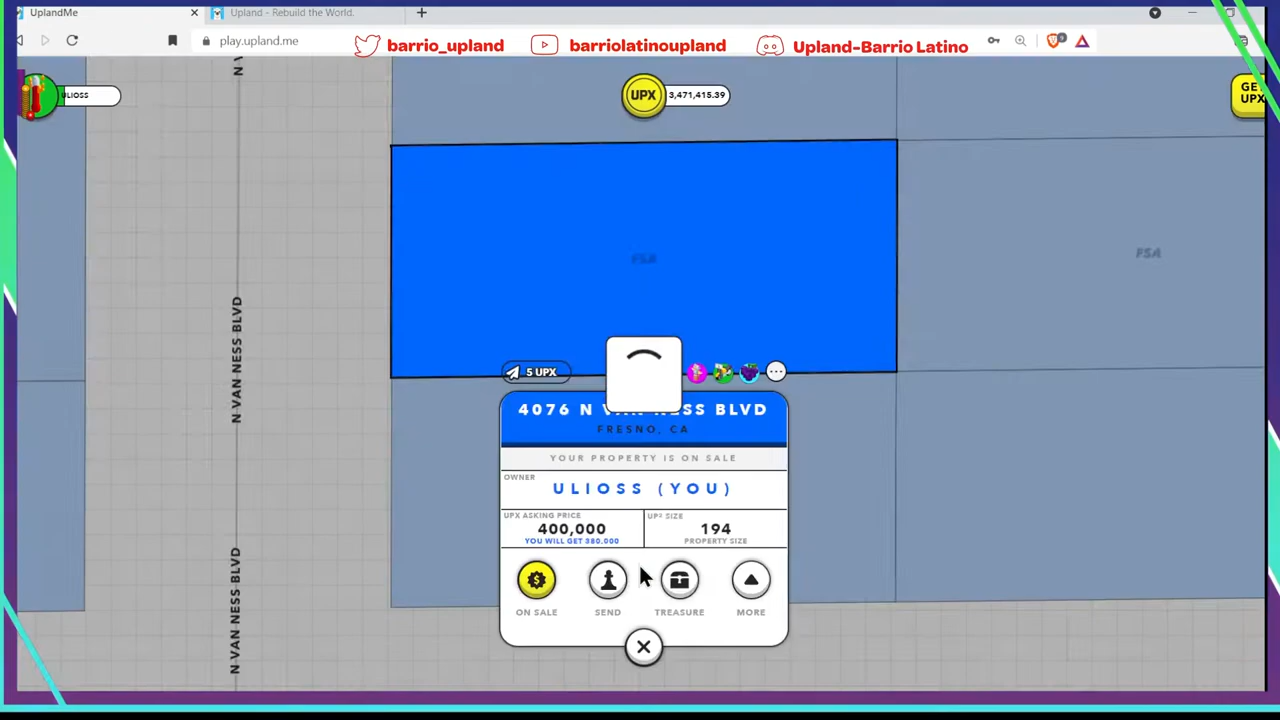 UplandMe
Upland - Rebuild the World.
play.upland.me
barrio_upland
barriolatinoupland
Upland-Barrio Latino
ULIOSS
UPX
3,471,415.39
UPX
N VAN NESS BLVD
N VAN NESS BLVD
FSA
FSA
5 UPX
4076 N VAN NESS BLVD
FRESNO, CA
YOUR PROPERTY IS ON SALE
OWNER
ULIOSS (YOU)
UPX ASKING PRICE
400,000
YOU WILL GET 380.000
UP² SIZE
194
PROPERTY SIZE
ON SALE
SEND
TREASURE
MORE